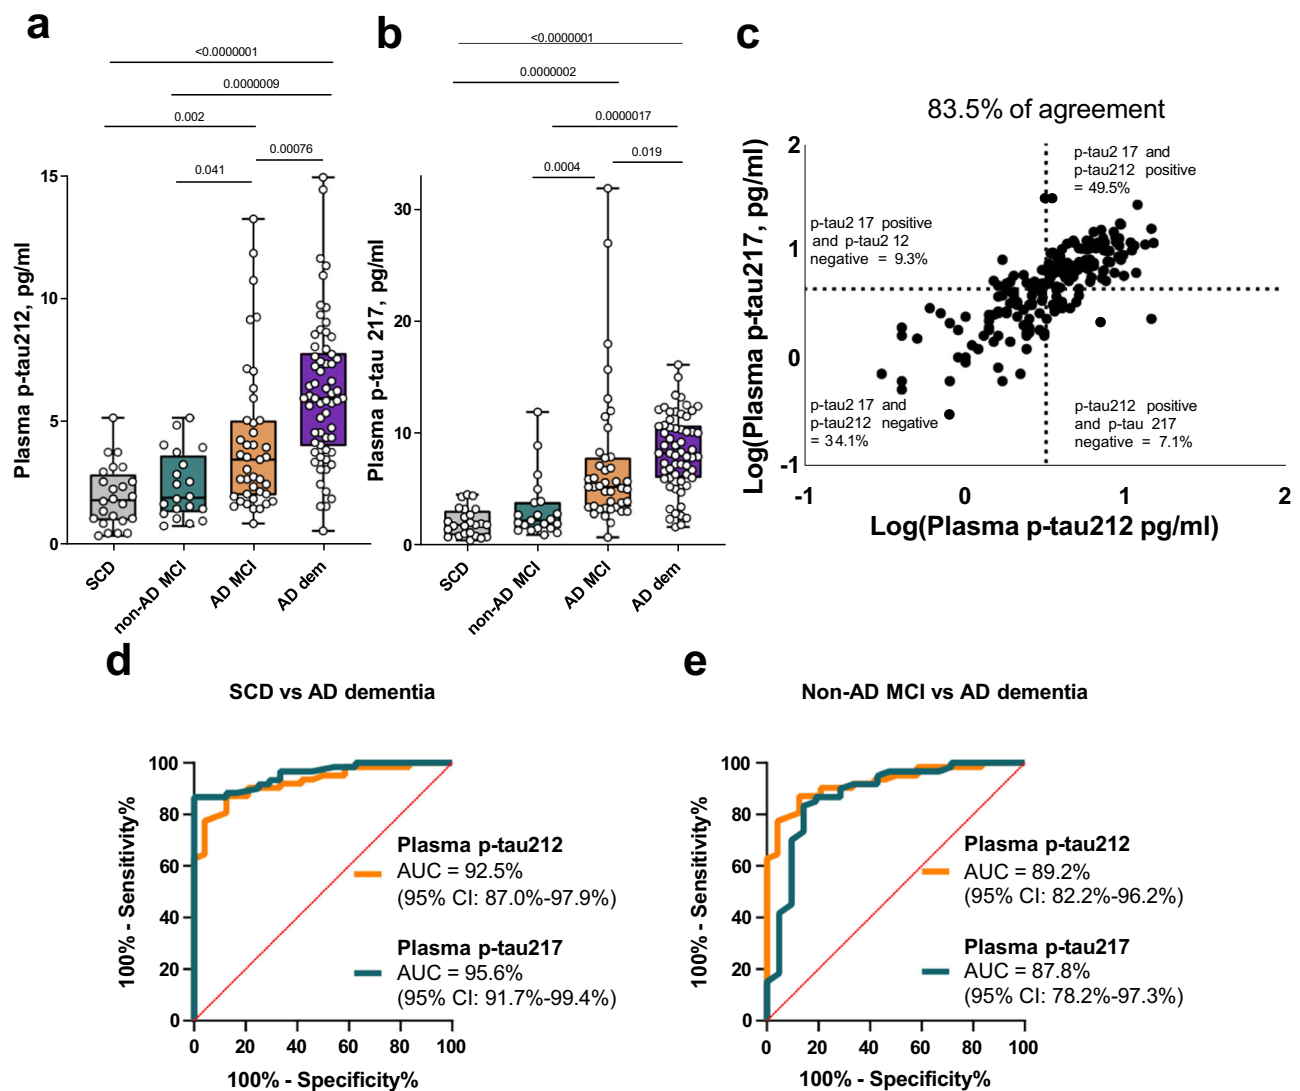 a
<0.0000001
0.0000009
0.002
0.00076
0.041
15
10
5
0
Plasma p-tau212, pg/ml
SCD
non-AD MCI
AD MCI
AD dem
b
<0.0000001
0.0000002
0.0000017
0.019
0.0004
30
20
10
0
Plasma p-tau 217, pg/ml
SCD
non-AD MCI
AD MCI
AD dem
c
83.5% of agreement
p-tau2 17 and
p-tau212 positive
= 49.5%
p-tau2 17 positive
and p-tau2 12
negative = 9.3%
p-tau2 17 and
p-tau212 negative
= 34.1%
p-tau212 positive
and p-tau 217
negative = 7.1%
2
1
0
-1
Log(Plasma p-tau217, pg/ml)
-1
0
1
2
Log(Plasma p-tau212 pg/ml)
d
SCD vs AD dementia
100
80
60
40
20
0
100% - Sensitivity%
Plasma p-tau212
AUC = 92.5%
(95% CI: 87.0%-97.9%)
Plasma p-tau217
AUC = 95.6%
(95% CI: 91.7%-99.4%)
0 20 40 60 80 100
100% - Specificity%
e
Non-AD MCI vs AD dementia
100
80
60
40
20
0
100% - Sensitivity%
Plasma p-tau212
AUC = 89.2%
(95% CI: 82.2%-96.2%)
Plasma p-tau217
AUC = 87.8%
(95% CI: 78.2%-97.3%)
0 20 40 60 80 100
100% - Specificity%